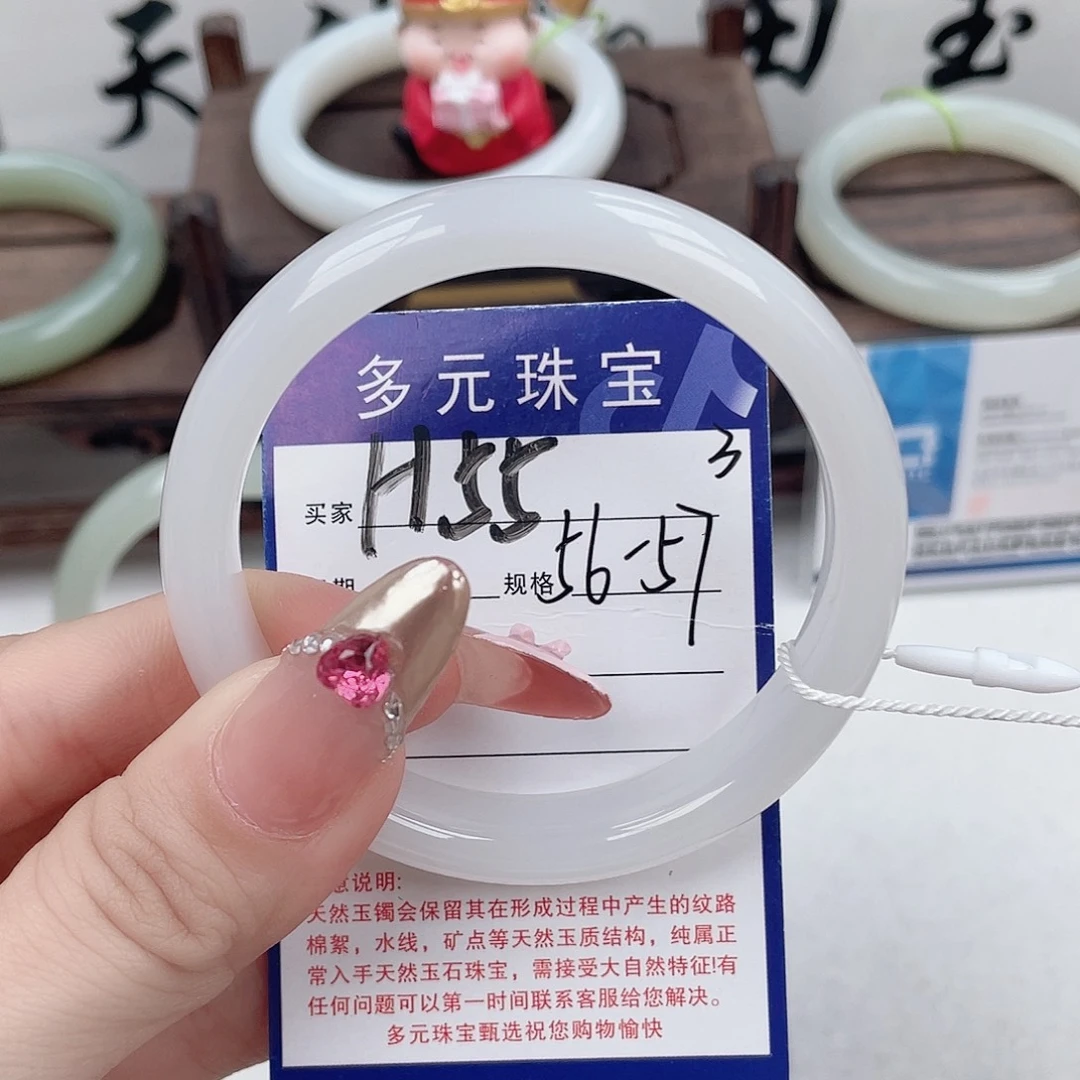 天 田玉
多元珠宝
3
买家 H55
期 规格 56-57
意说明:
天然玉镯会保留其在形成过程中产生的纹路
棉絮，水线，矿点等天然玉质结构，纯属正
常入手天然玉石珠宝，需接受大自然特征!有
任何问题可以第一时间联系客服给您解决。
多元珠宝甄选祝您购物愉快